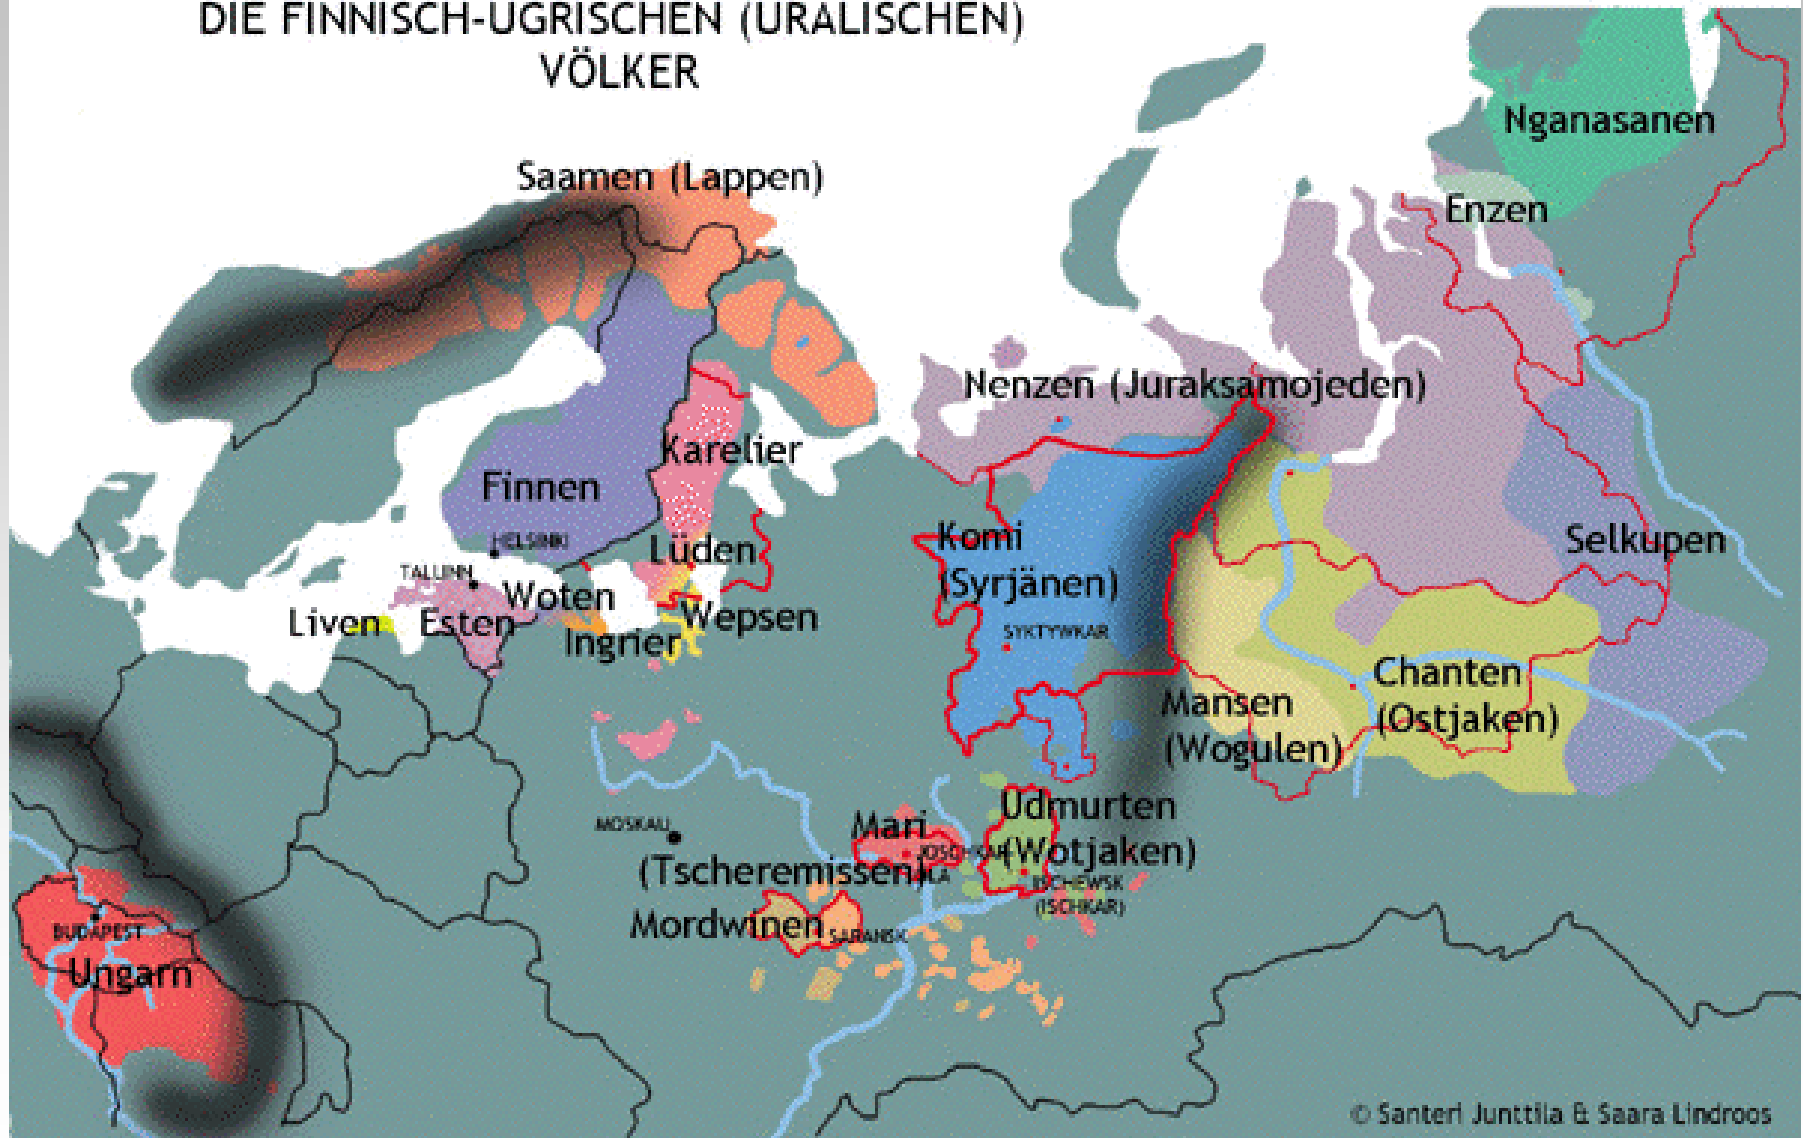 DIE FINNISCH-UGRISCHEN (URALISCHEN)
VÖLKER
Nganasanen
Saamen (Lappen)
Enzen
Nenzen (Juraksamojeden)
Karelier
Finnen
HELSINKI
Lüden
Komi
(Syrjänen)
Selkupen
TALLINN
Woten
Liven
Esten
Wepsen
Ingrier
SYKTYWKAR
Chanten
(Ostjaken)
Mansen
(Wogulen)
Udmurten
(Wotjaken)
MOSKAU
Mari
(Tscheremissen)
JOSCHKAR-
OLA
ISCHEWSK
(ISCHKAR)
Mordwinen
SARANSK
BUDAPEST
Ungarn
© Santeri Junttila & Saara Lindroos